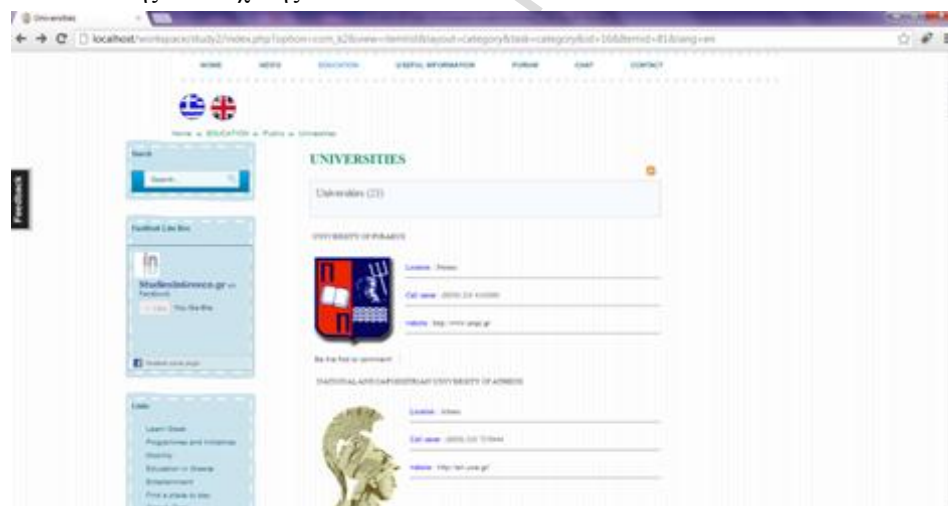 Universities
localhost/workspace/study2/index.php?option=com_k2&view=itemlist&layout=category&task=category&id=16&Itemid=81&lang=en
HOME NEWS EDUCATION USEFUL INFORMATION FORUM CHAT CONTACT
Home EDUCATION Public Universities
Search
Search...
UNIVERSITIES
Universities (23)
Feedback
Facebook Like Box
UNIVERSITY OF PIRAEUS
in
StudiesInGreece.gr on
Facebook
Like You like this.
Location: Piraeus
Call center
website
Be the first to comment!
NATIONAL AND KAPODISTRIAN UNIVERSITY OF ATHENS
Links
Location: Athens
Call center
website
Learn Greek
Programmes and Initiatives
Mobility
Education in Greece
Entertainment
Find a place to stay